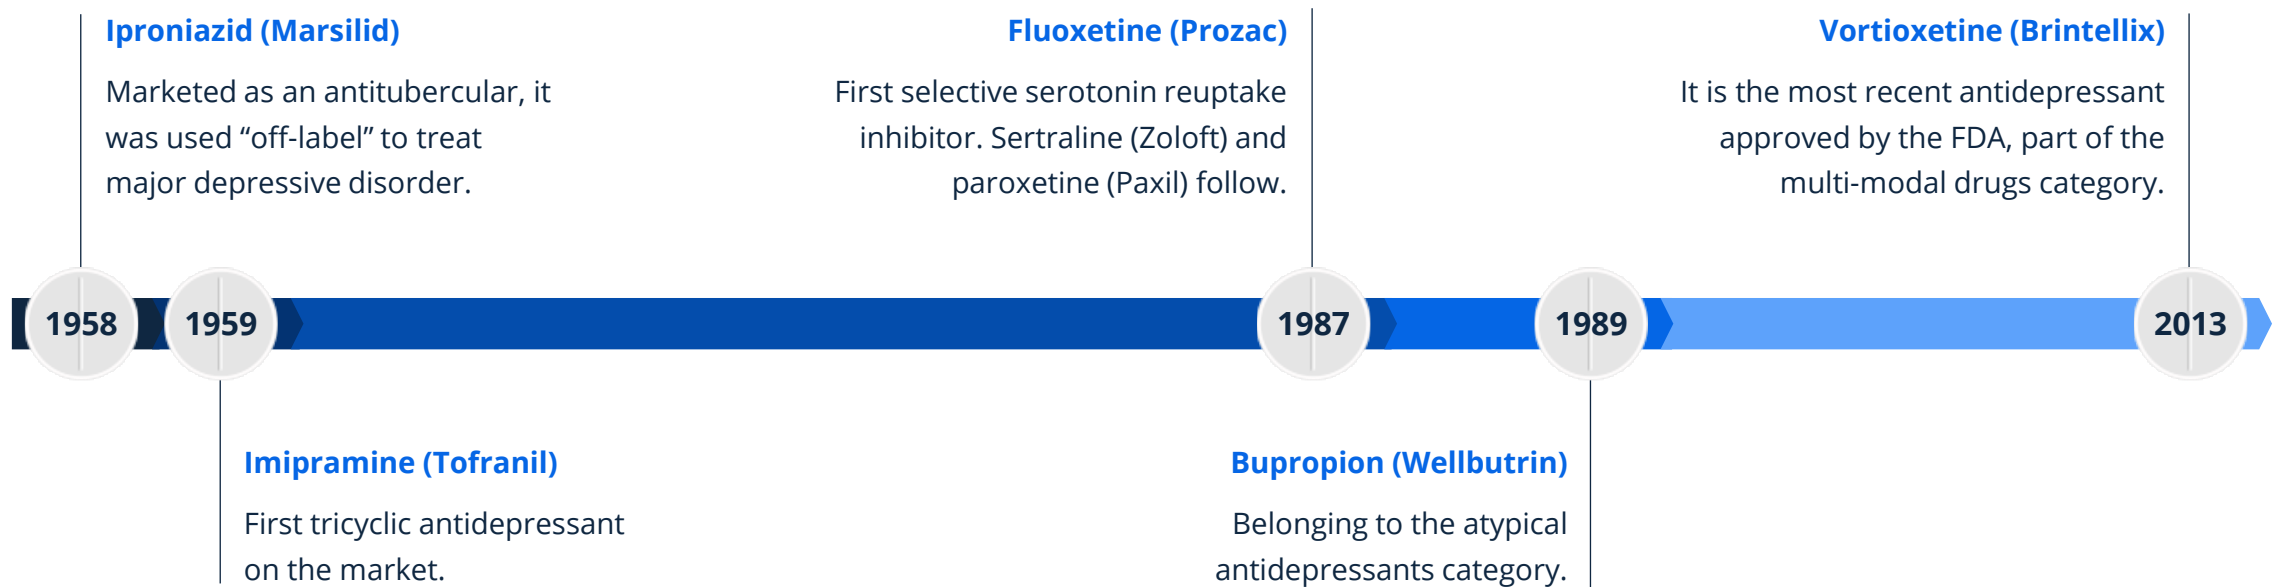 Iproniazid (Marsilid)
Marketed as an antitubercular, it
was used “off-label” to treat
major depressive disorder.
Fluoxetine (Prozac)
First selective serotonin reuptake
inhibitor. Sertraline (Zoloft) and
paroxetine (Paxil) follow.
Vortioxetine (Brintellix)
It is the most recent antidepressant
approved by the FDA, part of the
multi-modal drugs category.
1958
1959
1987
1989
2013
Imipramine (Tofranil)
First tricyclic antidepressant
on the market.
Bupropion (Wellbutrin)
Belonging to the atypical
antidepressants category.